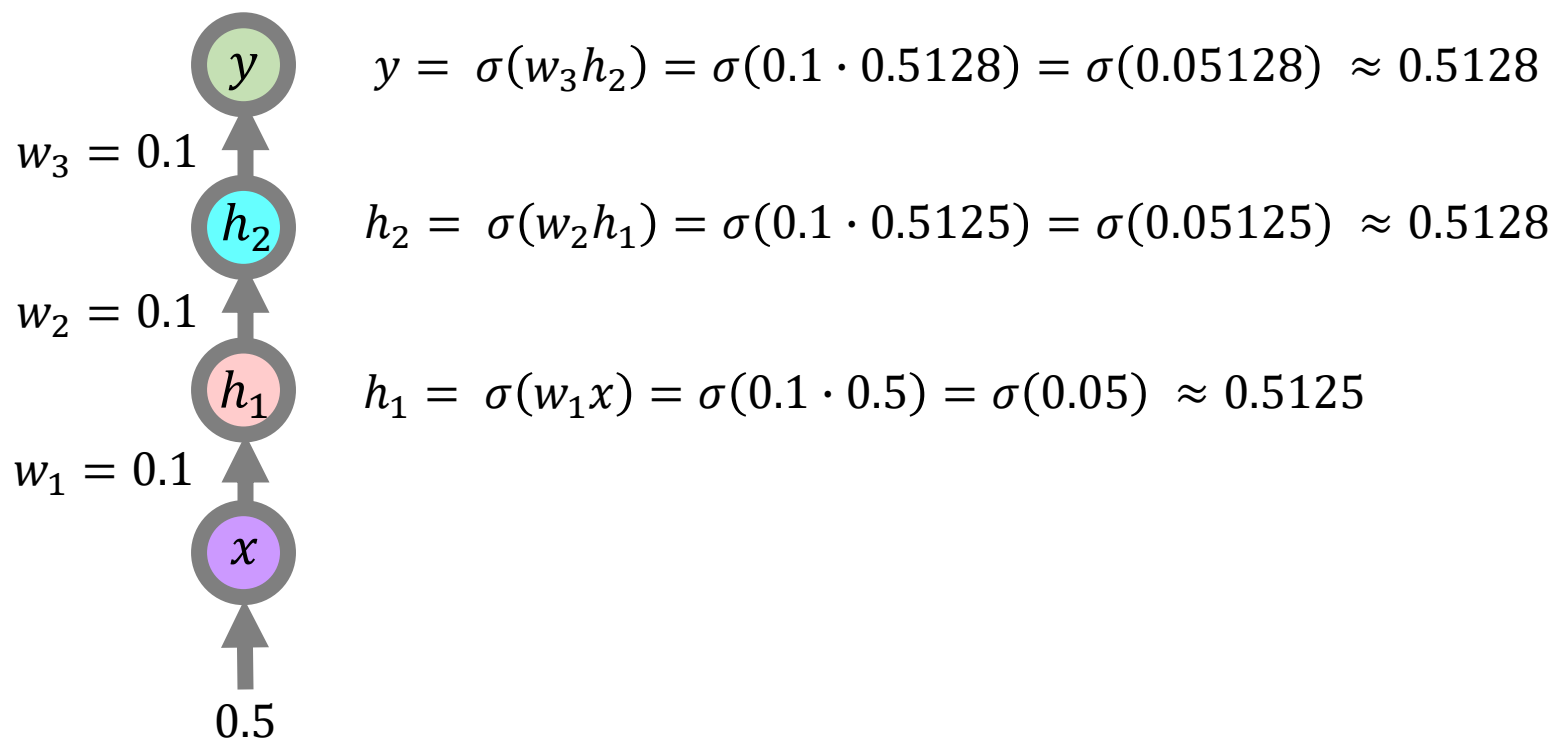 y   y = σ(w₃h₂) = σ(0.1 · 0.5128) = σ(0.05128) ≈ 0.5128
w₃ = 0.1
h₂   h₂ = σ(w₂h₁) = σ(0.1 · 0.5125) = σ(0.05125) ≈ 0.5128
w₂ = 0.1
h₁   h₁ = σ(w₁x) = σ(0.1 · 0.5) = σ(0.05) ≈ 0.5125
w₁ = 0.1
x
0.5